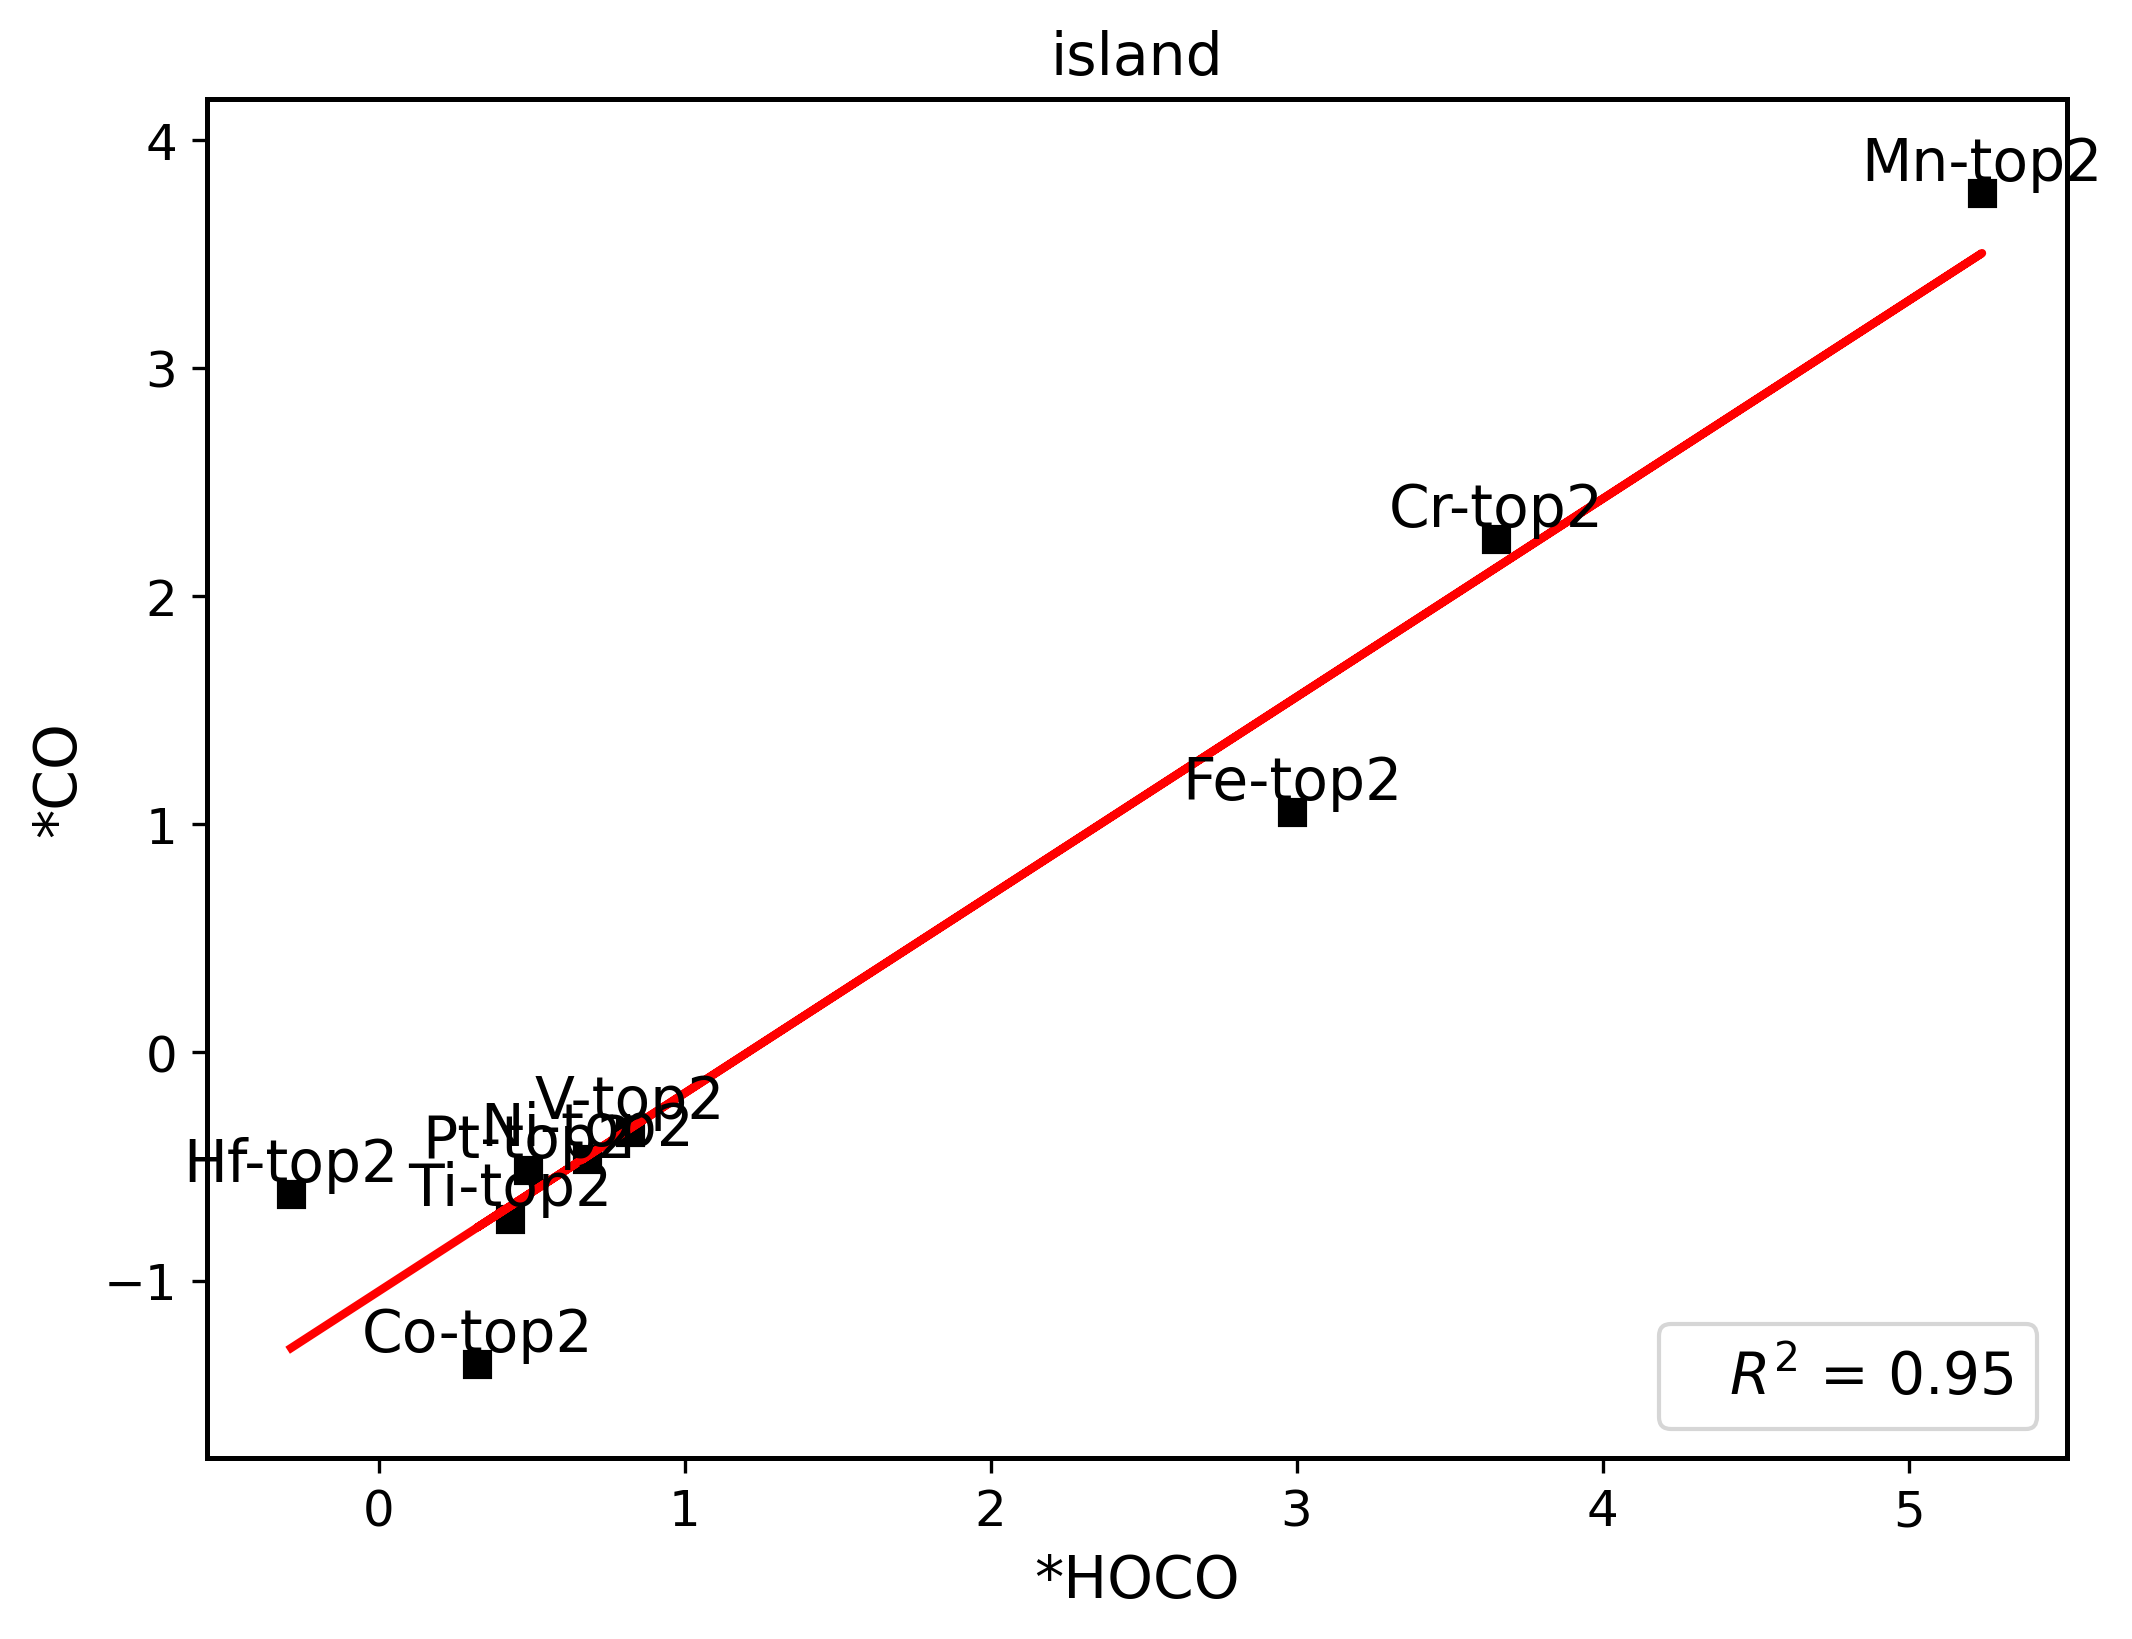 island
4
3
2
1
0
−1
*CO
Mn-top2
Cr-top2
Fe-top2
V-top2
Ni-top2
Pt-top2
Hf-top2
Ti-top2
Co-top2
R² = 0.95
0 1 2 3 4 5
*HOCO